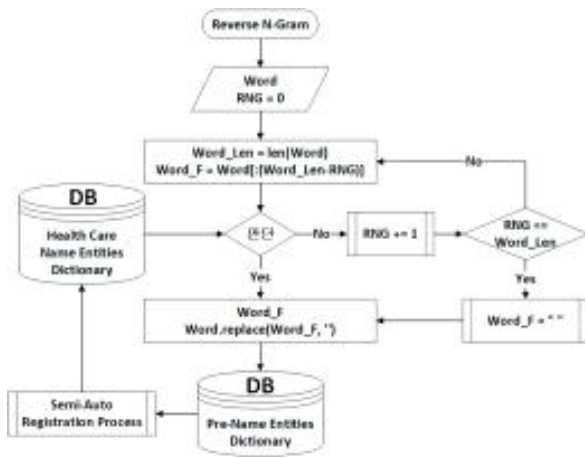 Reverse N-Gram
Word
RNG = 0
Word_Len = len(Word)
Word_F = Word[:(Word_Len-RNG)]
No
DB
Health Care
Name Entities
Dictionary
판단
No
RNG += 1
RNG ==
Word_Len
Yes
Yes
Word_F
Word.replace(Word_F, '')
Word_F = " "
DB
Pre-Name Entities
Dictionary
Semi-Auto
Registration Process